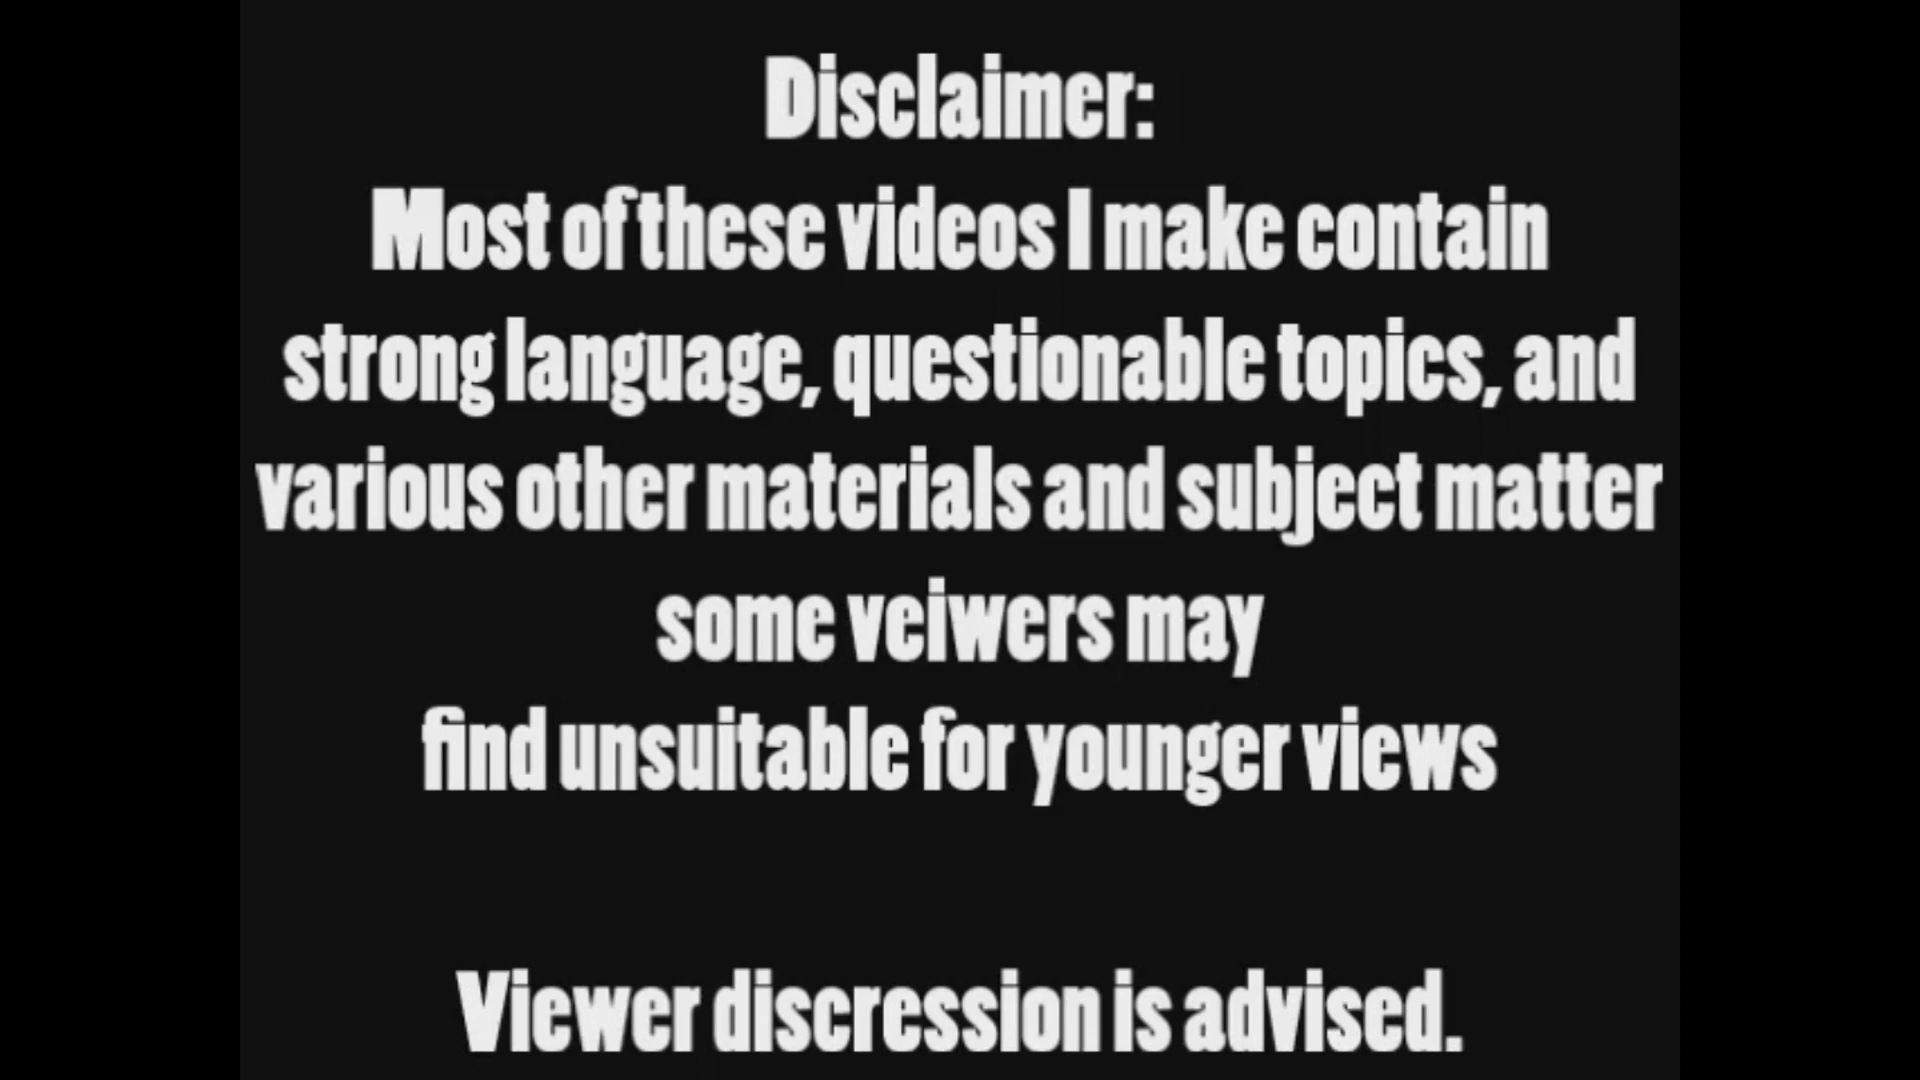 Disclaimer:
Most of these videos I make contain
strong language, questionable topics, and
various other materials and subject matter
some veiwers may
find unsuitable for younger views
Viewer discression is advised.